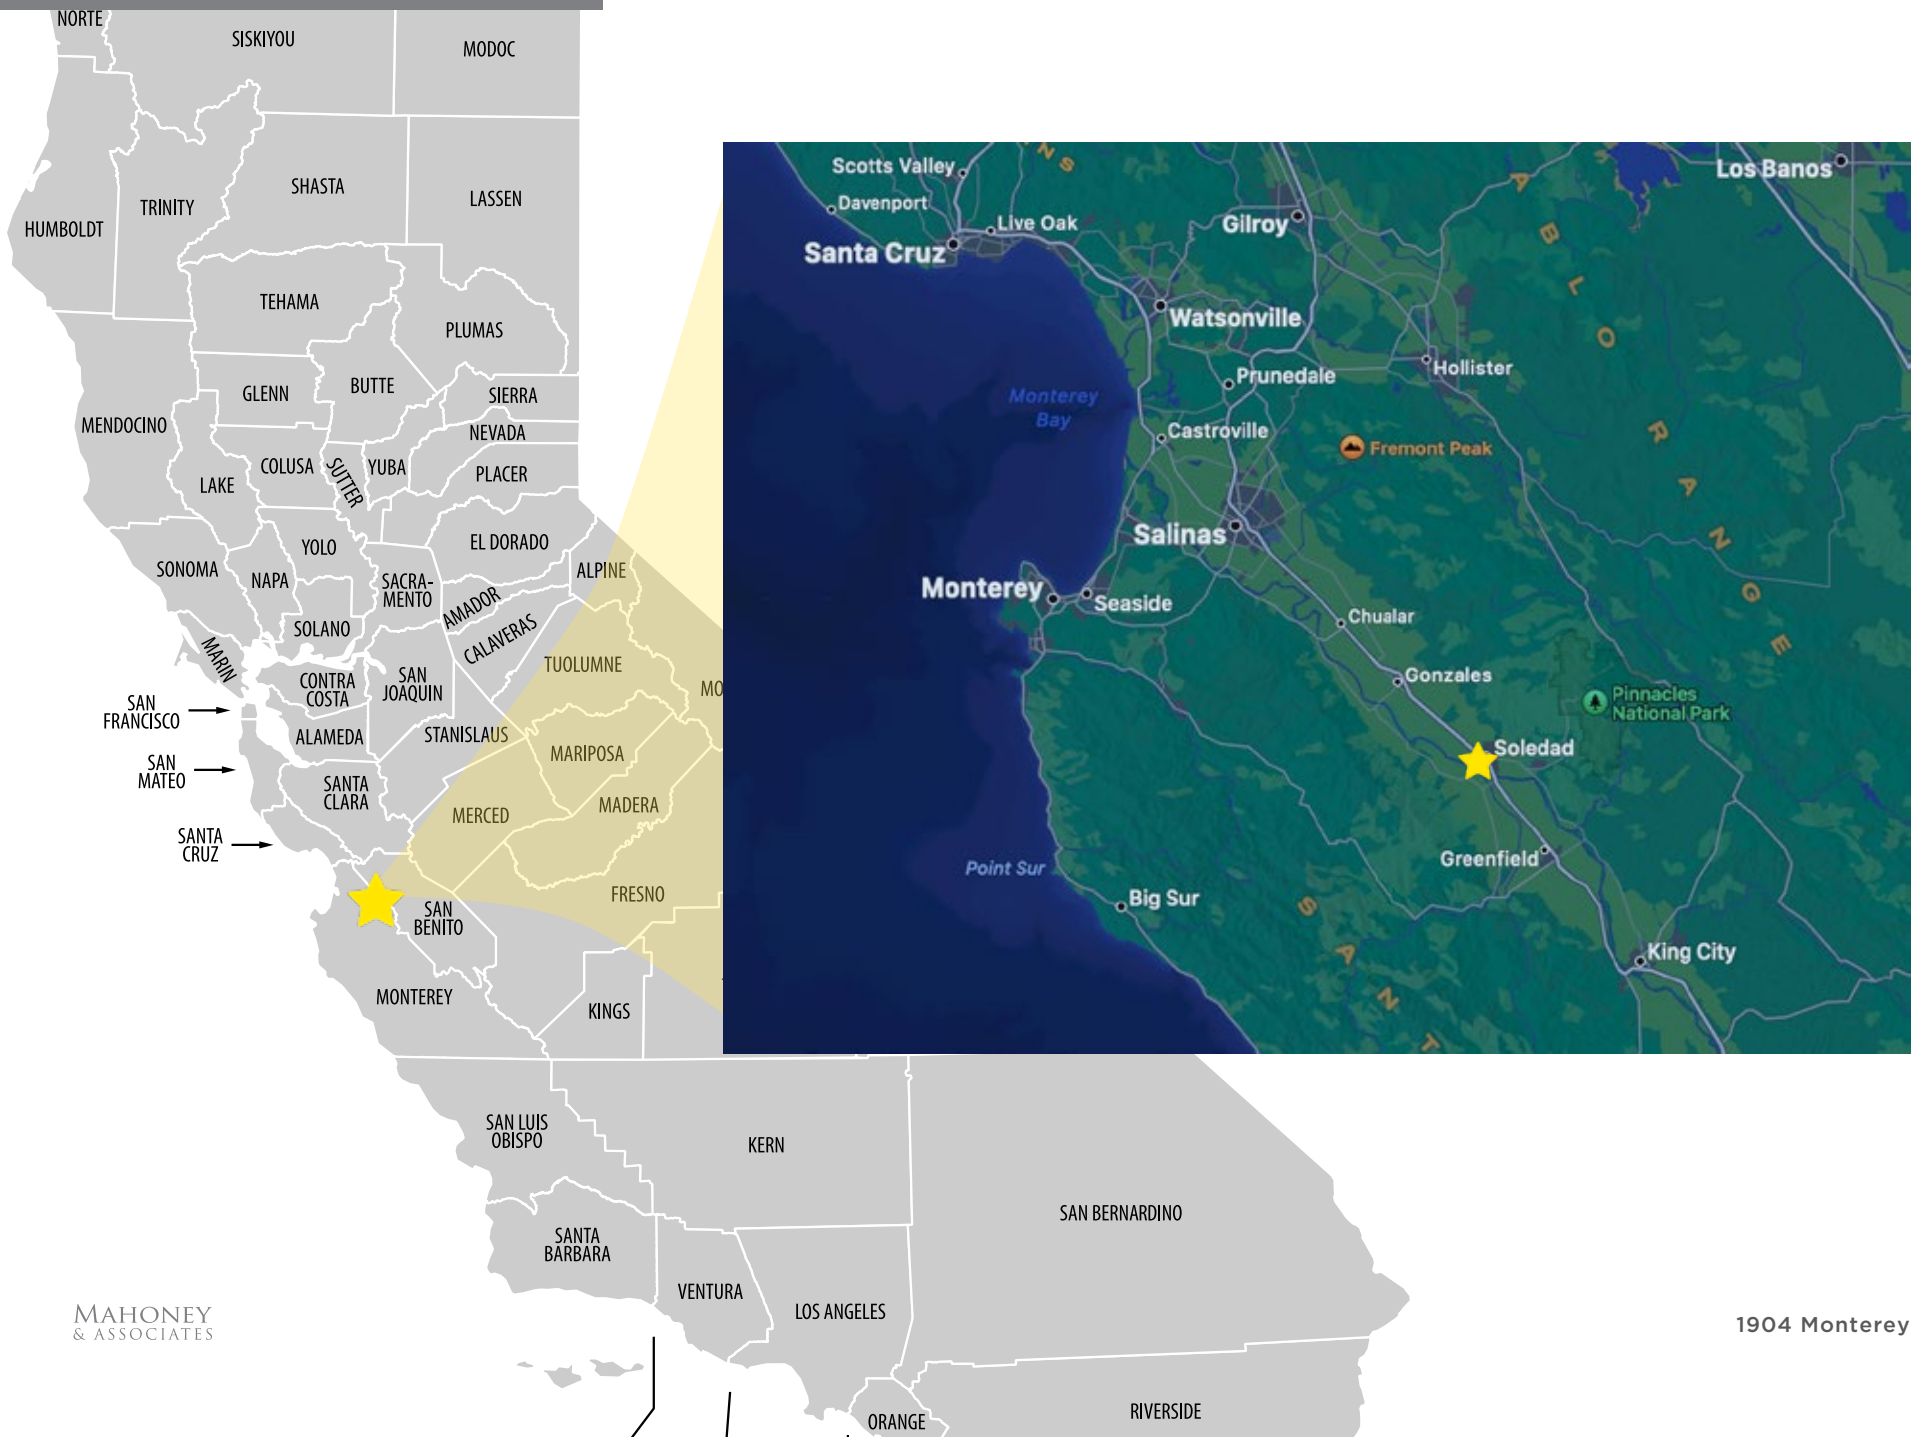 NORTE
SISKIYOU
MODOC
SHASTA
LASSEN
TRINITY
HUMBOLDT
TEHAMA
PLUMAS
BUTTE
GLENN
SIERRA
MENDOCINO
NEVADA
COLUSA
SUTTER
YUBA
PLACER
LAKE
EL DORADO
YOLO
SONOMA
NAPA
SACRA-
MENTO
ALPINE
AMADOR
SOLANO
CALAVERAS
MARIN
TUOLUMNE
CONTRA
COSTA
SAN
JOAQUIN
MO
SAN
FRANCISCO
ALAMEDA
STANISLAUS
MARIPOSA
SAN
MATEO
SANTA
CLARA
MADERA
MERCED
SANTA
CRUZ
FRESNO
SAN
BENITO
MONTEREY
KINGS
SAN LUIS
OBISPO
KERN
SAN BERNARDINO
SANTA
BARBARA
VENTURA
LOS ANGELES
ORANGE
RIVERSIDE
Scotts Valley
N S
Los Banos
Davenport
Live Oak
Gilroy
Santa Cruz
Watsonville
Prunedale
Hollister
Monterey
Bay
Castroville
Fremont Peak
A B L O R A N G E
Salinas
Monterey
Seaside
Chualar
Gonzales
Pinnacles
National Park
Soledad
Greenfield
Point Sur
Big Sur
S A N T
King City
MAHONEY
& ASSOCIATES
1904 Monterey